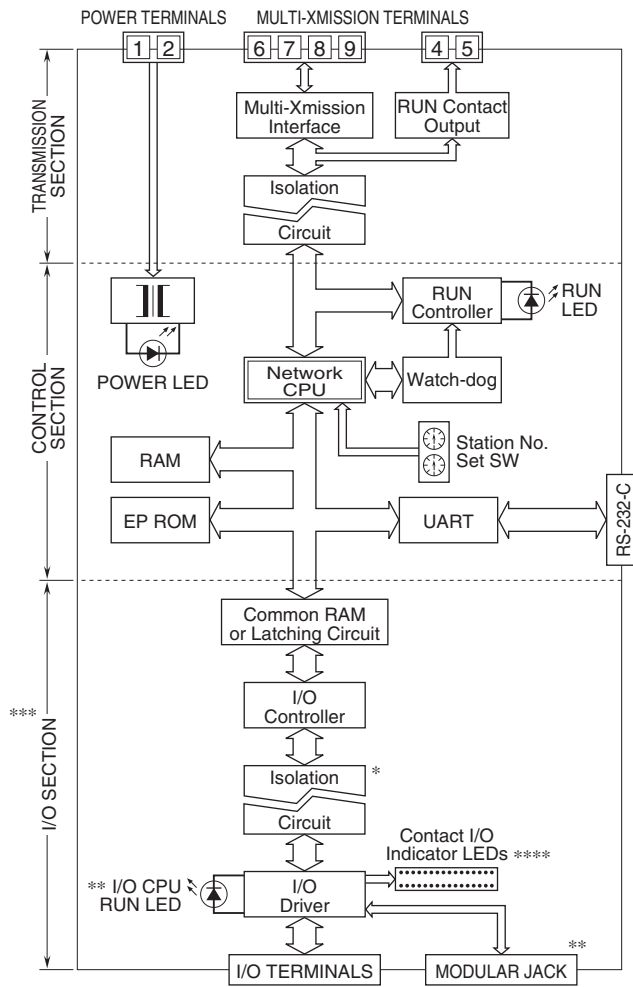 POWER TERMINALS
MULTI-XMISSION TERMINALS
1 2
6 7 8 9
4 5
TRANSMISSION
SECTION
Multi-Xmission
Interface
RUN Contact
Output
Isolation
Circuit
CONTROL
SECTION
POWER LED
RUN
Controller
RUN
LED
Network
CPU
Watch-dog
Station No.
Set SW
RAM
EP ROM
UART
RS-232-C
***
I/O SECTION
Common RAM
or Latching Circuit
I/O
Controller
Isolation *
Circuit
Contact I/O
Indicator LEDs ****
** I/O CPU
RUN LED
I/O
Driver
I/O TERMINALS
MODULAR JACK **